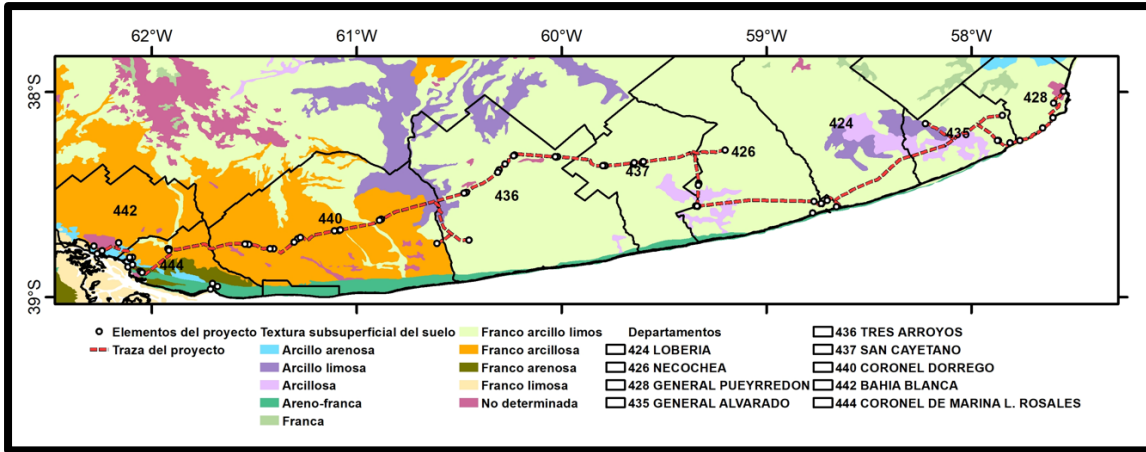 62°W 61°W 60°W 59°W 58°W
38°S 38°S
428
424
435
426
437
436
442
440
444
39°S 39°S
Elementos del proyecto Textura subsuperficial del suelo Franco arcillo limos Departamentos 436 TRES ARROYOS
Traza del proyecto Arcillo arenosa Franco arcillosa 424 LOBERIA 437 SAN CAYETANO
Arcillo limosa Franco arenosa 426 NECOCHEA 440 CORONEL DORREGO
Arcillosa Franco limosa 428 GENERAL PUEYRREDON 442 BAHIA BLANCA
Areno-franca No determinada 435 GENERAL ALVARADO 444 CORONEL DE MARINA L. ROSALES
Franca